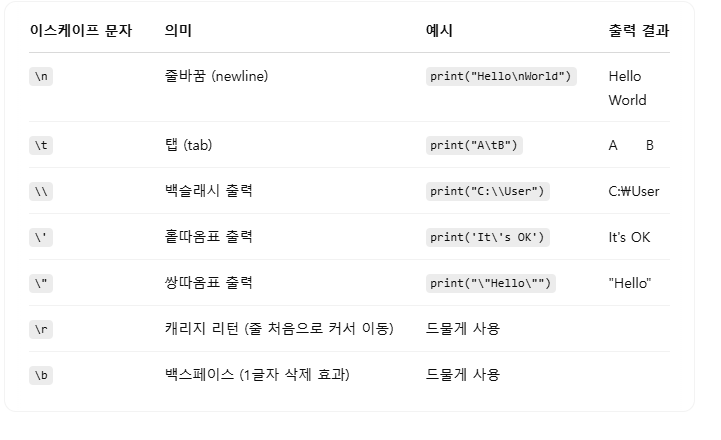 이스케이프 문자 의미 예시 출력 결과
\n 줄바꿈 (newline) print("Hello\nWorld") Hello
World
\t 탭 (tab) print("A\tB") A B
\\ 백슬래시 출력 print("C:\\User") C:₩User
\' 홑따옴표 출력 print('It\'s OK') It's OK
\" 쌍따옴표 출력 print("\"Hello\"") "Hello"
\r 캐리지 리턴 (줄 처음으로 커서 이동) 드물게 사용
\b 백스페이스 (1글자 삭제 효과) 드물게 사용